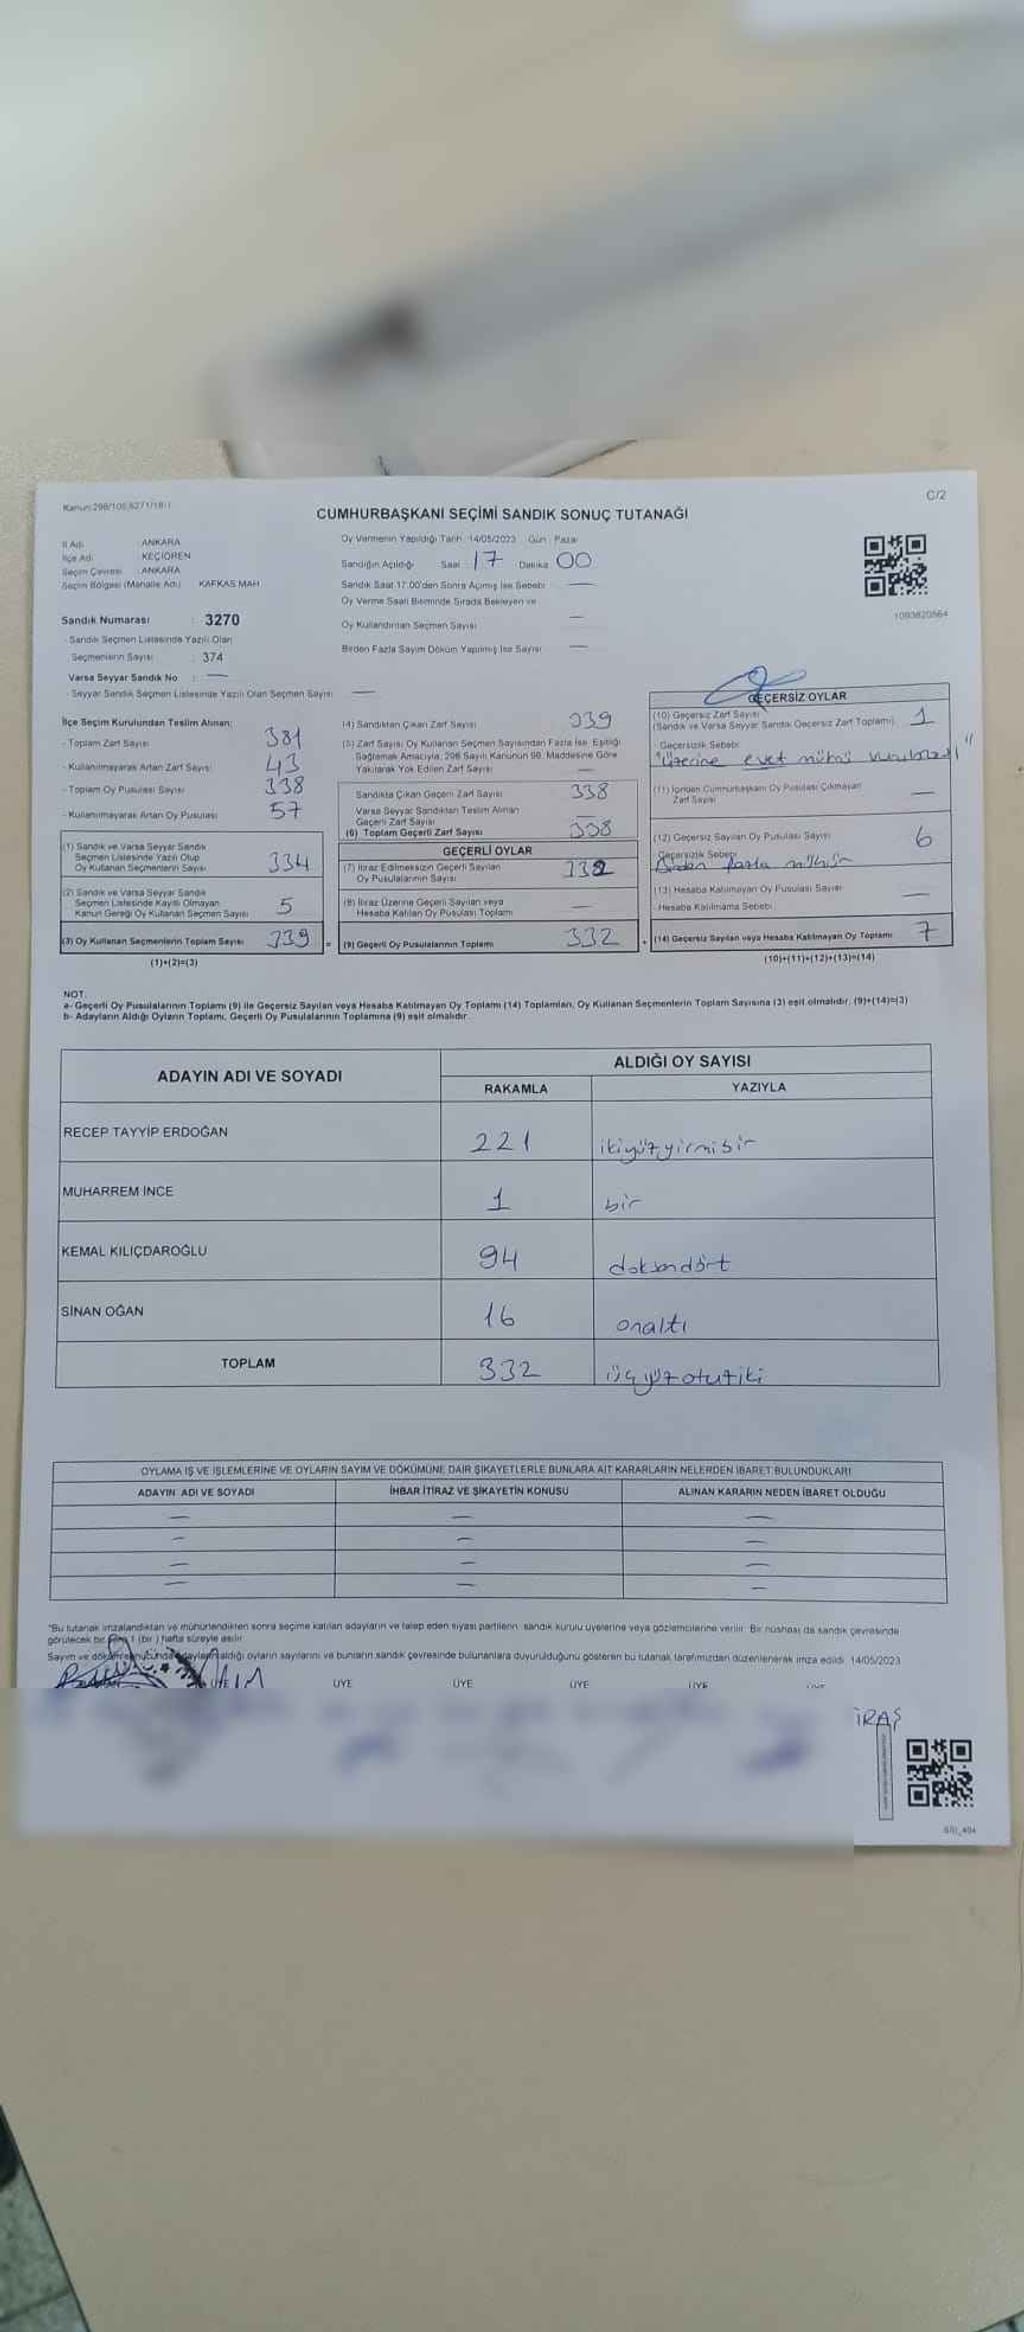 Kanun:298/105,6271/18/1
C/2
CUMHURBAŞKANI SEÇİMİ SANDIK SONUÇ TUTANAĞI
İl Adı : ANKARA
İlçe Adı : KEÇİÖREN
Seçim Çevresi : ANKARA
Seçim Bölgesi (Mahalle Adı) : KAFKAS MAH.
Sandık Numarası : 3270
- Sandık Seçmen Listesinde Yazılı Olan
Seçmenlerin Sayısı : 374
Varsa Seyyar Sandık No : —
- Seyyar Sandık Seçmen Listesinde Yazılı Olan Seçmen Sayısı —
Oy Vermenin Yapıldığı Tarih :14/05/2023 Gün : Pazar
Sandığın Açıldığı Saat : 17 Dakika 00
Sandık Saat 17:00'den Sonra Açılmış İse Sebebi —
Oy Verme Saati Bitiminde Sırada Bekleyen ve
Oy Kullandırılan Seçmen Sayısı —
Birden Fazla Sayım Döküm Yapılmış İse Sayısı —
1093820564
İlçe Seçim Kurulundan Teslim Alınan:
- Toplam Zarf Sayısı 381
- Kullanılmayarak Artan Zarf Sayısı 43
- Toplam Oy Pusulası Sayısı 338
- Kullanılmayarak Artan Oy Pusulası 57
(1) Sandık ve Varsa Seyyar Sandık
Seçmen Listesinde Yazılı Olup
Oy Kullanan Seçmenlerin Sayısı 334
(2) Sandık ve Varsa Seyyar Sandık
Seçmen Listesinde Kayıtlı Olmayan
Kanun Gereği Oy Kullanan Seçmen Sayısı 5
(3) Oy Kullanan Seçmenlerin Toplam Sayısı 339
(1)+(2)=(3)
(4) Sandıktan Çıkan Zarf Sayısı 339
(5) Zarf Sayısı Oy Kullanan Seçmen Sayısından Fazla İse, Eşitliği
Sağlamak Amacıyla, 298 Sayılı Kanunun 98. Maddesine Göre
Yakılarak Yok Edilen Zarf Sayısı —
Sandıkta Çıkan Geçerli Zarf Sayısı 338
Varsa Seyyar Sandıktan Teslim Alınan
Geçerli Zarf Sayısı —
(6) Toplam Geçerli Zarf Sayısı 338
GEÇERLİ OYLAR
(7) İtiraz Edilmeksizin Geçerli Sayılan
Oy Pusulalarının Sayısı 332
(8) İtiraz Üzerine Geçerli Sayılan veya
Hesaba Katılan Oy Pusulası Toplamı —
= (9) Geçerli Oy Pusulalarının Toplamı 332
GEÇERSİZ OYLAR
(10) Geçersiz Zarf Sayısı
(Sandık ve Varsa Seyyar Sandık Geçersiz Zarf Toplamı) 1
Geçersizlik Sebebi
"Üzerine evet mührü vurulması"
(11) İçinden Cumhurbaşkanı Oy Pusulası Çıkmayan
Zarf Sayısı —
(12) Geçersiz Sayılan Oy Pusulası Sayısı 6
Geçersizlik Sebebi
Birden fazla mühür
(13) Hesaba Katılmayan Oy Pusulası Sayısı —
Hesaba Katılmama Sebebi
+ (14) Geçersiz Sayılan veya Hesaba Katılmayan Oy Toplamı 7
(10)+(11)+(12)+(13)=(14)
NOT:
a- Geçerli Oy Pusulalarının Toplamı (9) ile Geçersiz Sayılan veya Hesaba Katılmayan Oy Toplamı (14) Toplamları, Oy Kullanan Seçmenlerin Toplam Sayısına (3) eşit olmalıdır. (9)+(14)=(3)
b- Adayların Aldığı Oyların Toplamı, Geçerli Oy Pusulalarının Toplamına (9) eşit olmalıdır.
ADAYIN ADI VE SOYADI
ALDIĞI OY SAYISI
RAKAMLA YAZIYLA
RECEP TAYYİP ERDOĞAN 221 ikiyüzyirmibir
MUHARREM İNCE 1 bir
KEMAL KILIÇDAROĞLU 94 doksandört
SİNAN OĞAN 16 onaltı
TOPLAM 332 üçyüzotuziki
OYLAMA İŞ VE İŞLEMLERİNE VE OYLARIN SAYIM VE DÖKÜMÜNE DAİR ŞİKAYETLERLE BUNLARA AİT KARARLARIN NELERDEN İBARET BULUNDUKLARI
ADAYIN ADI VE SOYADI İHBAR İTİRAZ VE ŞİKAYETİN KONUSU ALINAN KARARIN NEDEN İBARET OLDUĞU
— — —
— — —
— — —
— — —
*Bu tutanak imzalandıktan ve mühürlendikten sonra seçime katılan adayların ve talep eden siyasi partilerin sandık kurulu üyelerine veya gözlemcilerine verilir. Bir nüshası da sandık çevresinde
görülecek bir yere 1 (bir ) hafta süreyle asılır.
Sayım ve döküm sonucunda adayların aldığı oyların sayılarını ve bunların sandık çevresinde bulunanlara duyurulduğunu gösteren bu tutanak tarafımızdan düzenlenerek imza edildi. 14/05/2023
ÜYE ÜYE ÜYE ÜYE
İRAŞ